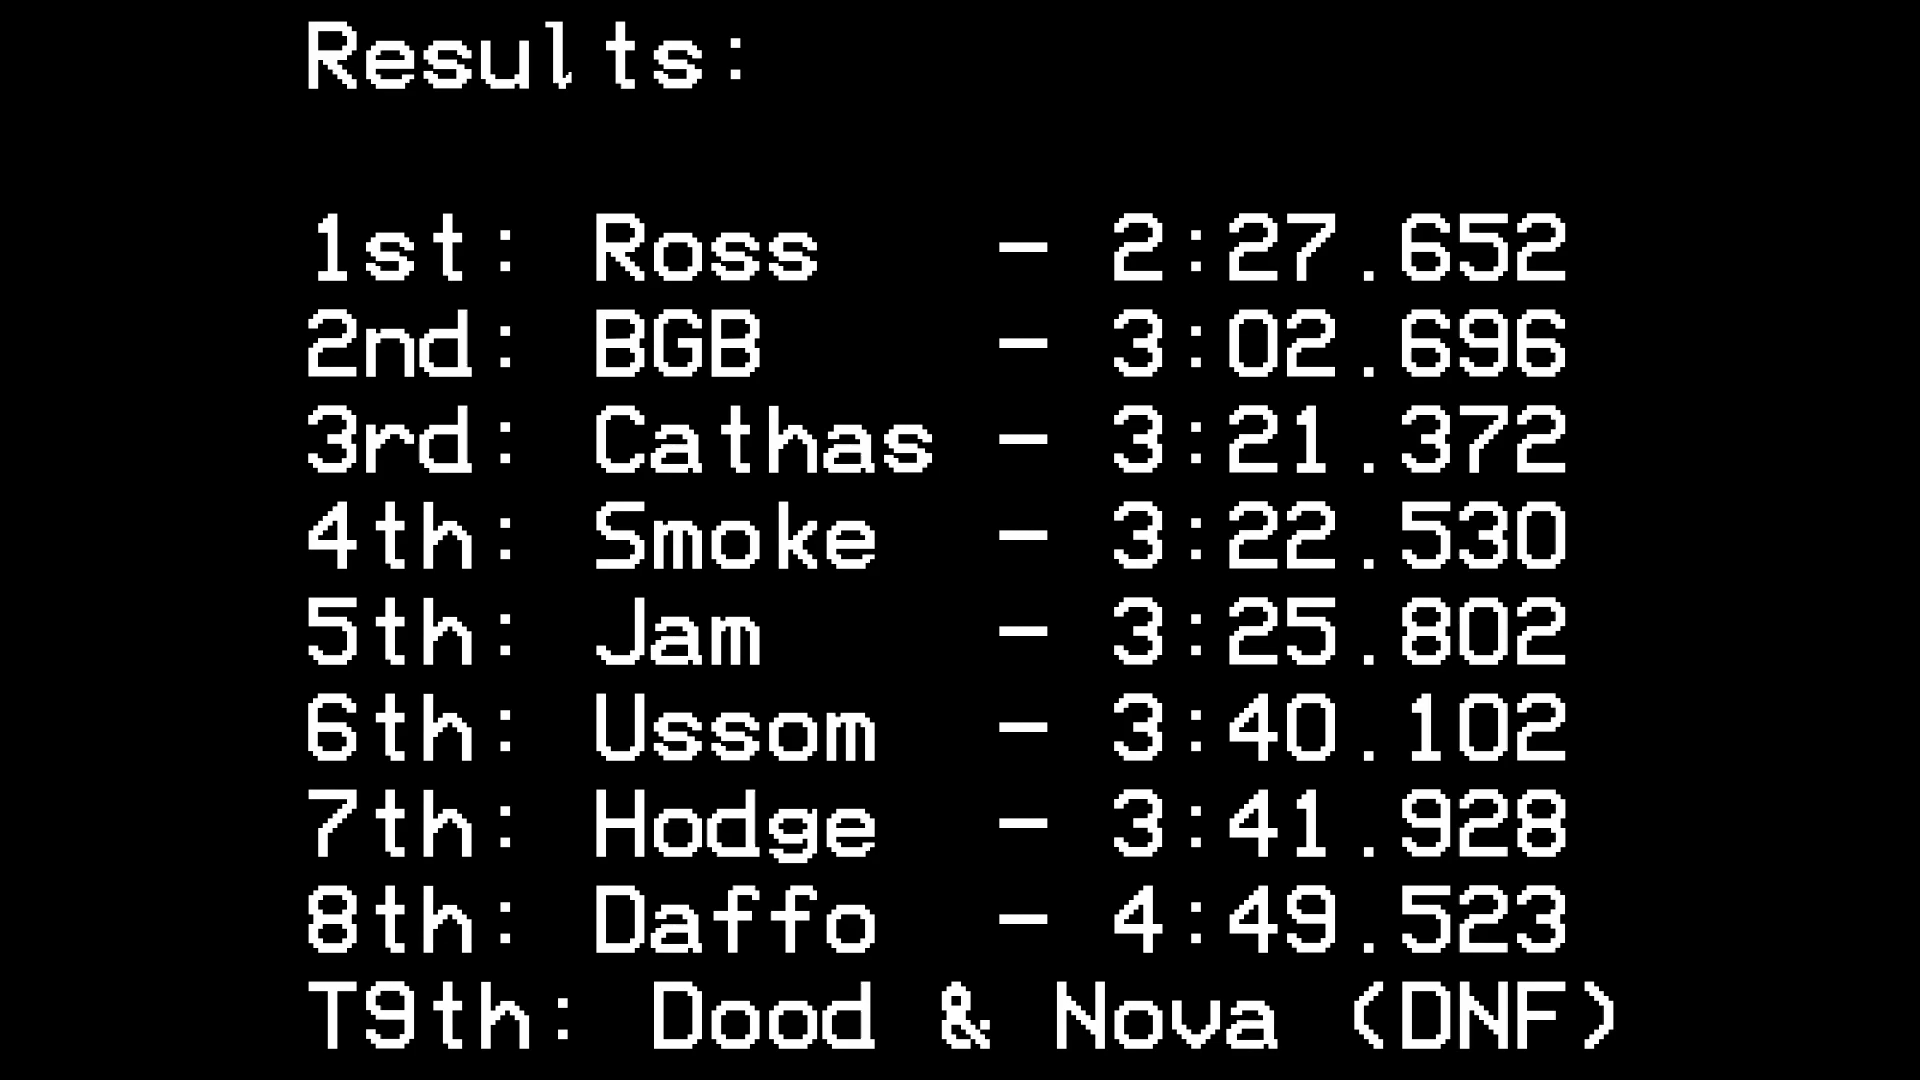 Results:
1st: Ross - 2:27.652
2nd: BGB - 3:02.696
3rd: Cathas - 3:21.372
4th: Smoke - 3:22.530
5th: Jam - 3:25.802
6th: Ussom - 3:40.102
7th: Hodge - 3:41.928
8th: Daffo - 4:49.523
T9th: Dood & Nova (DNF)